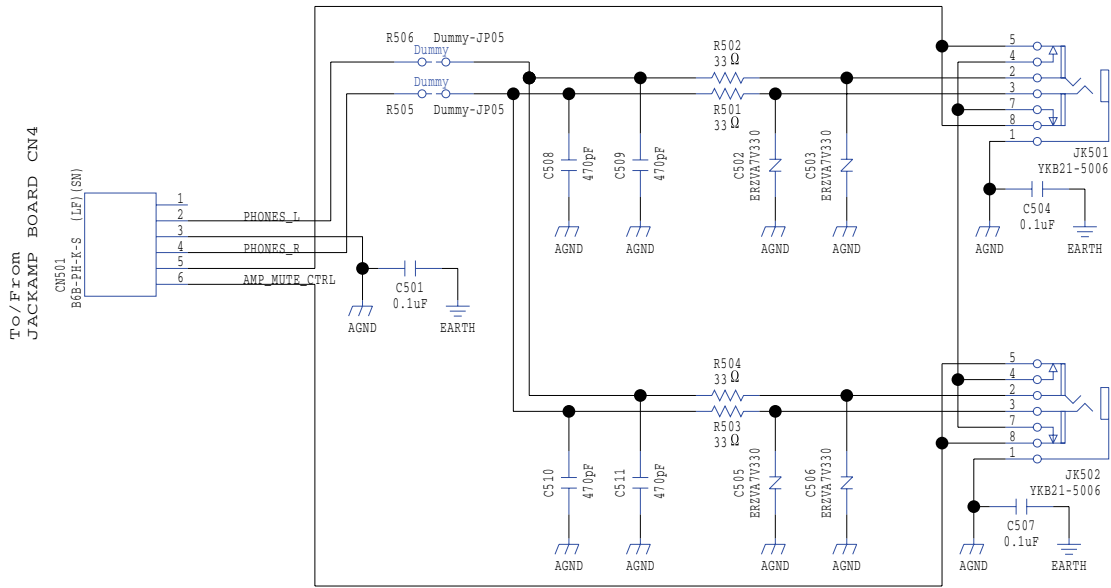 To/From
JACKAMP BOARD CN4
CN501
B6B-PH-K-S (LF)(SN)
1
2
3
4
5
6
PHONES_L
PHONES_R
AMP_MUTE_CTRL
R506 Dummy-JP05
Dummy
Dummy
R505 Dummy-JP05
C501
0.1uF
AGND
EARTH
R502
33Ω
R501
33Ω
C508
470pF
C509
470pF
C502
ERZVA7V330
C503
ERZVA7V330
AGND
AGND
AGND
AGND
5
4
2
3
7
8
1
JK501
YKB21-5006
C504
0.1uF
AGND
EARTH
R504
33Ω
R503
33Ω
C510
470pF
C511
470pF
C505
ERZVA7V330
C506
ERZVA7V330
AGND
AGND
AGND
AGND
5
4
2
3
7
8
1
JK502
YKB21-5006
C507
0.1uF
AGND
EARTH